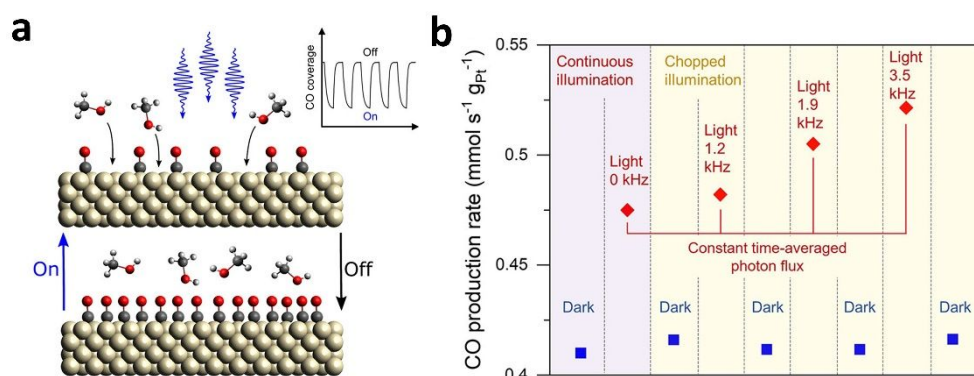 a
Off
CO coverage
On
On
Off
b
CO production rate (mmol s⁻¹ gPt⁻¹)
0.55
0.5
0.45
0.4
Continuous
illumination
Chopped
illumination
Light
0 kHz
Light
1.2
kHz
Light
1.9
kHz
Light
3.5
kHz
Constant time-averaged
photon flux
Dark
Dark
Dark
Dark
Dark